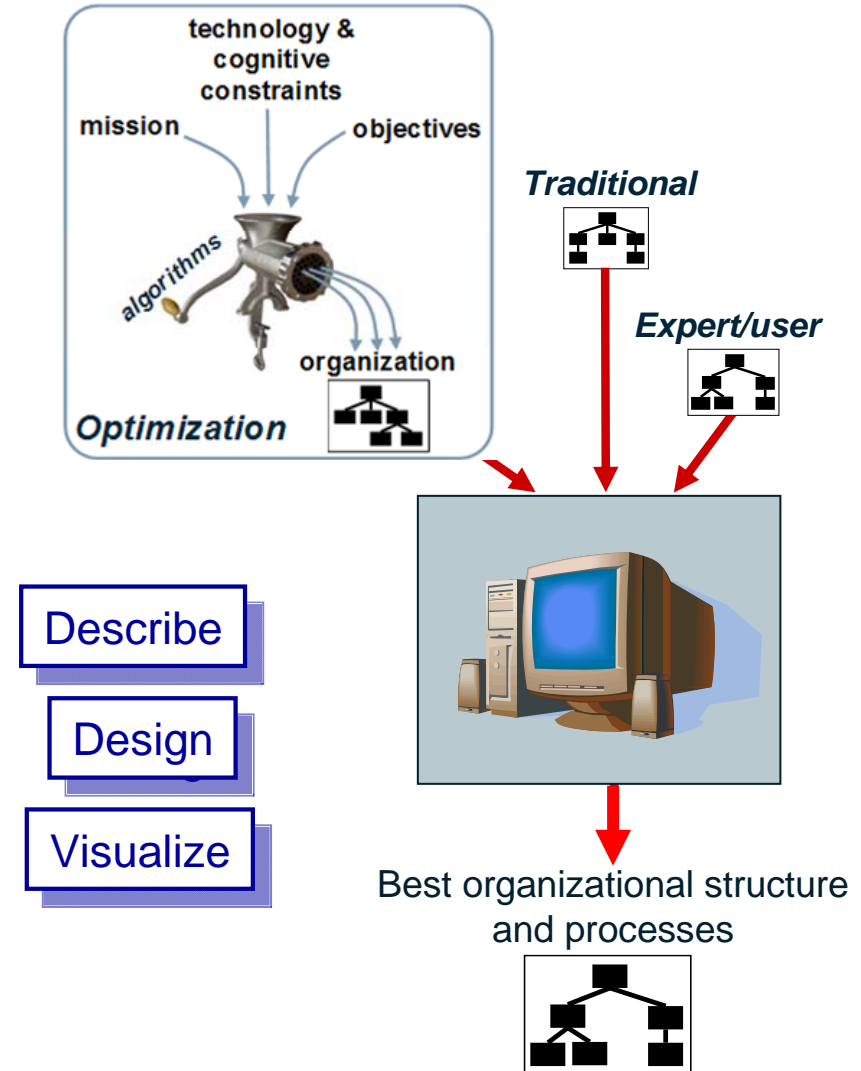 technology &
cognitive
constraints
mission
objectives
algorithms
organization
Optimization
Traditional
Expert/user
Describe
Design
Visualize
Best organizational structure
and processes